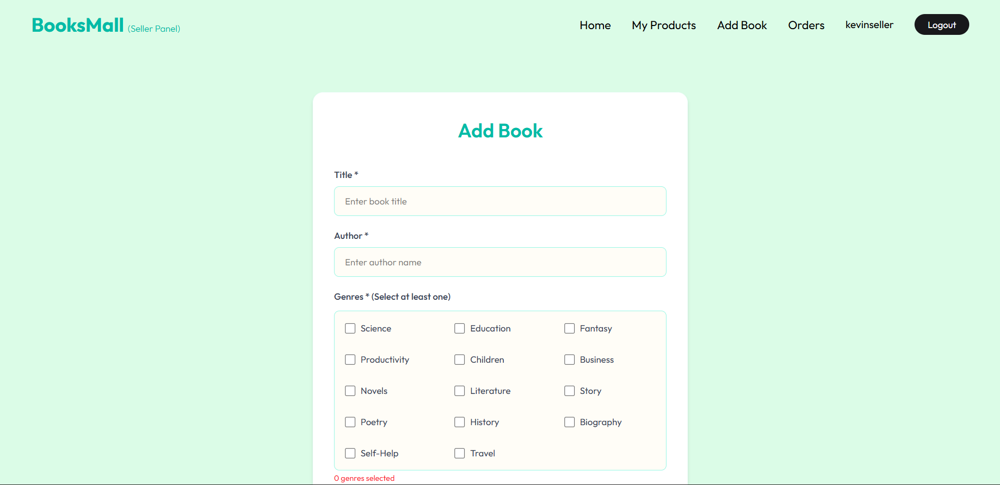 BooksMall (Seller Panel) Home My Products Add Book Orders kevinseller Logout
Add Book
Title *
Enter book title
Author *
Enter author name
Genres * (Select at least one)
Science Education Fantasy
Productivity Children Business
Novels Literature Story
Poetry History Biography
Self-Help Travel
0 genres selected